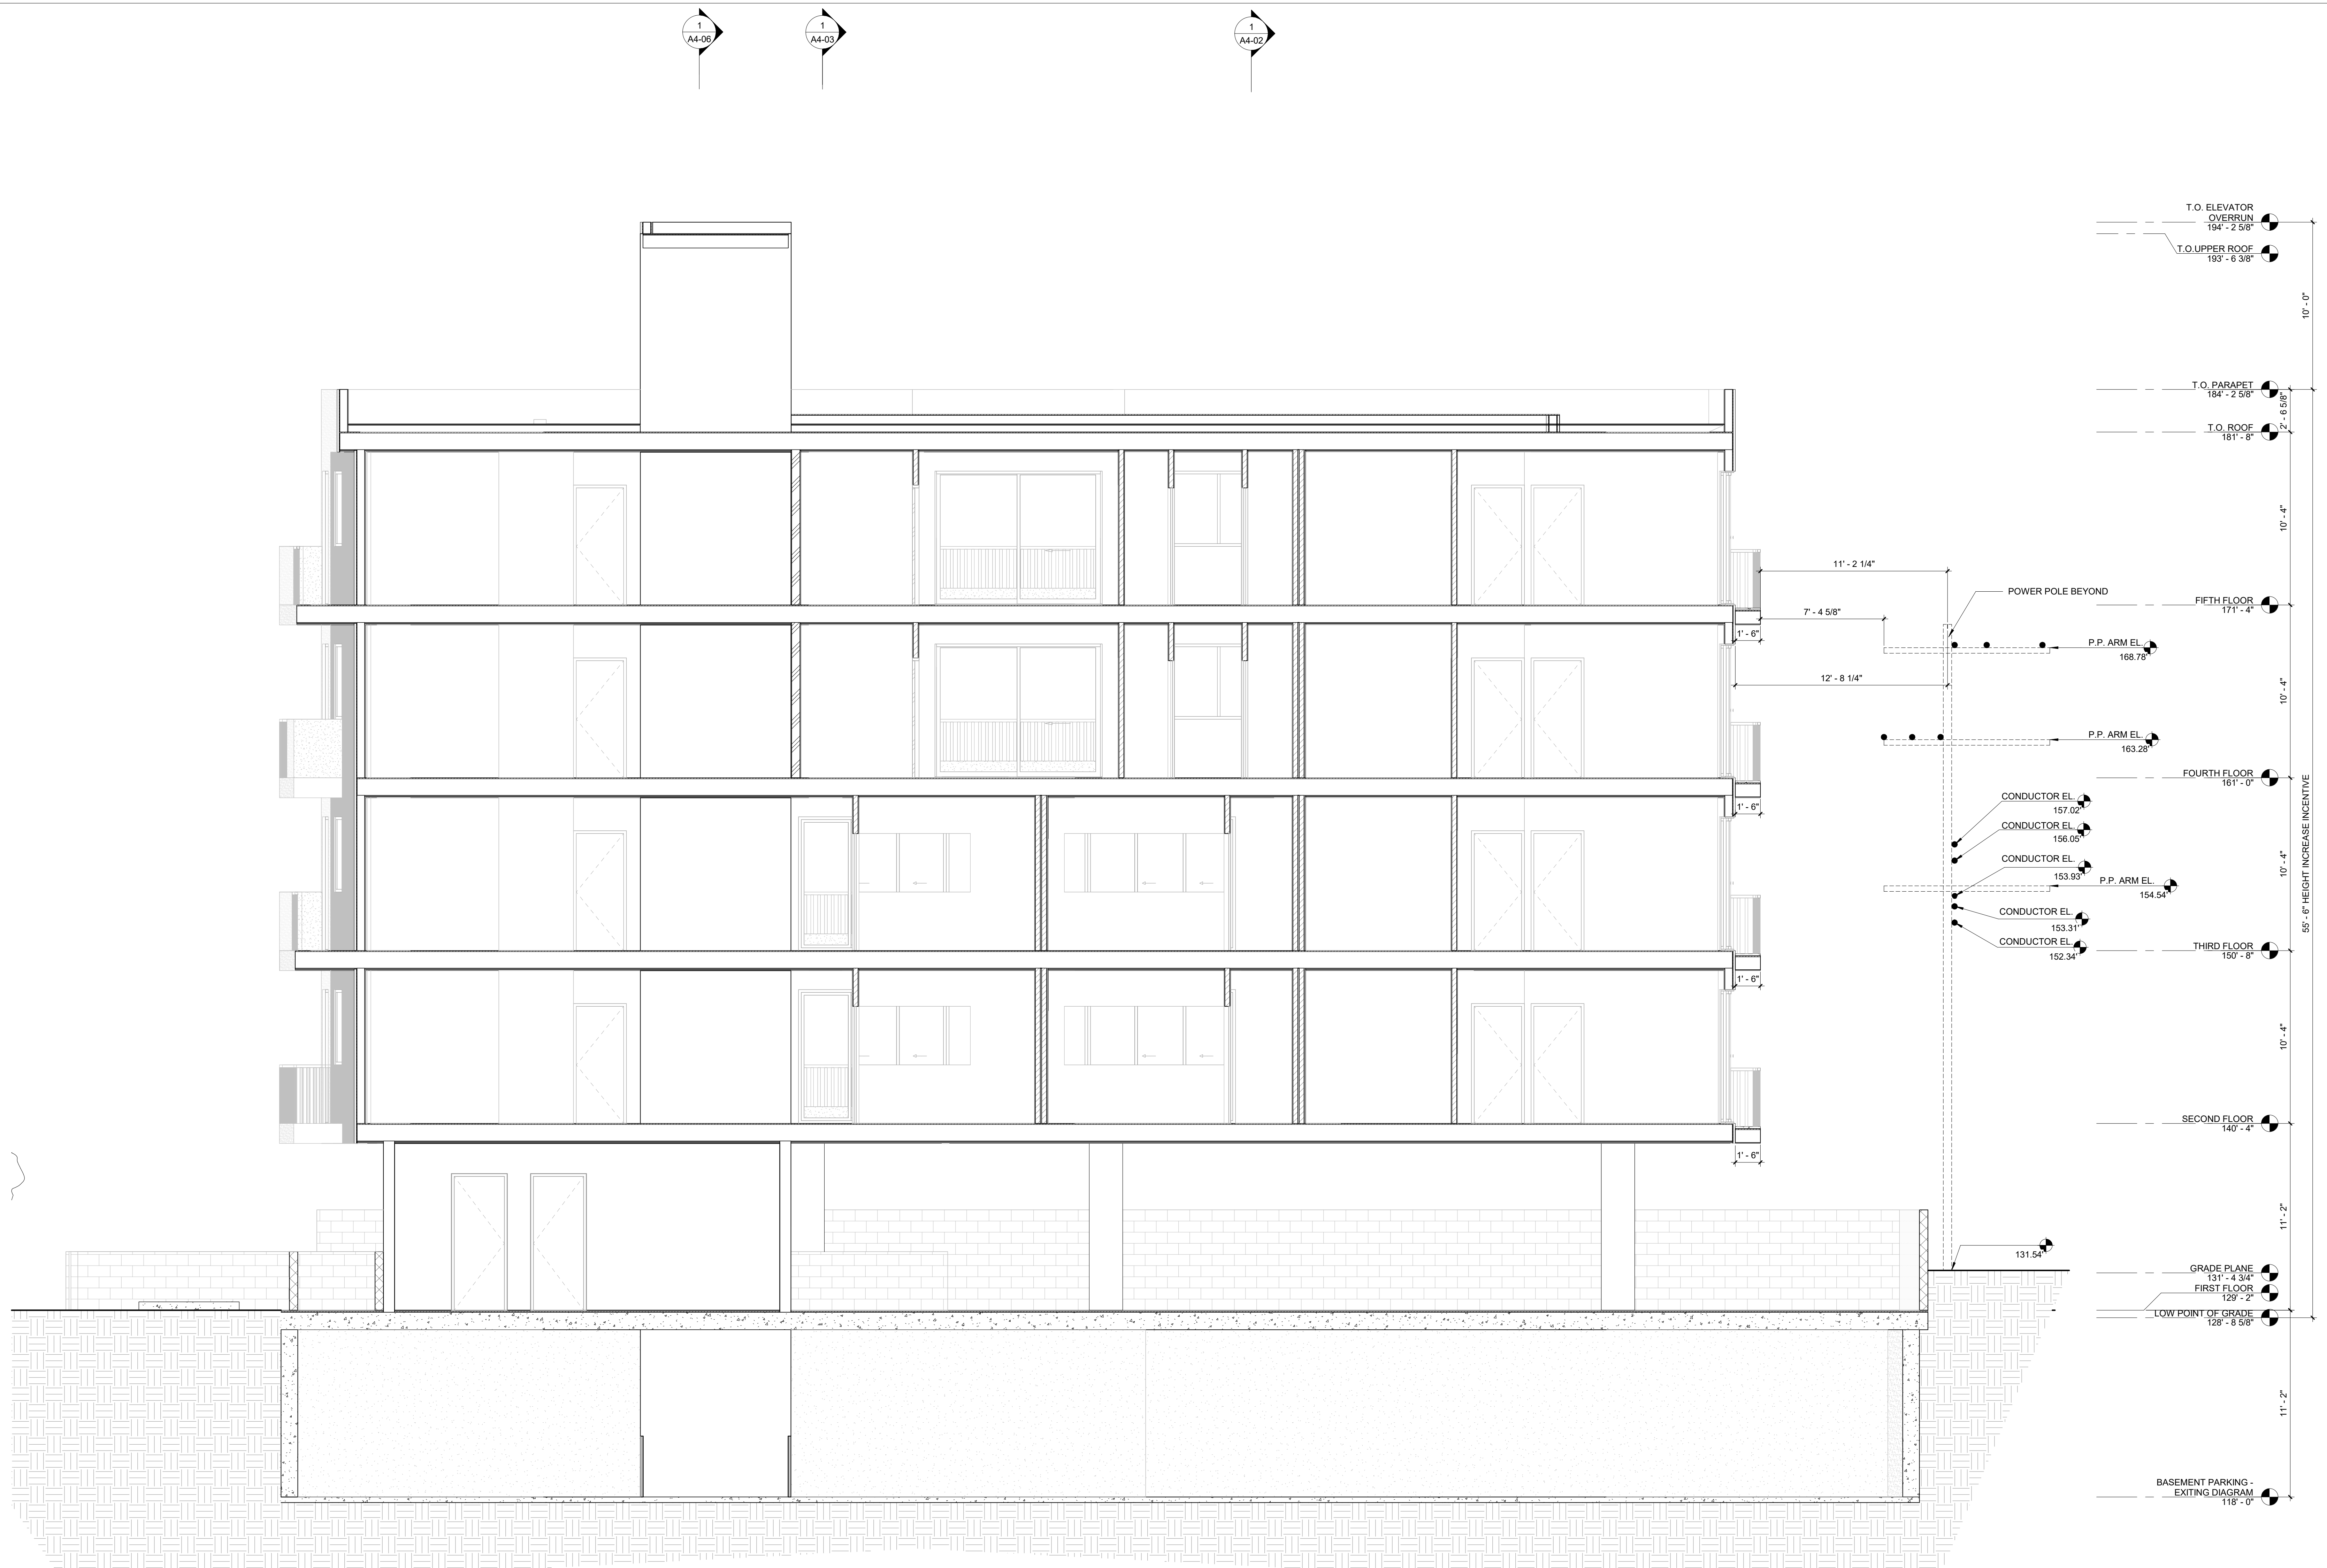 1
A4-06
1
A4-03
1
A4-02
T.O. ELEVATOR
OVERRUN
194' - 2 5/8"
T.O.UPPER ROOF
193' - 6 3/8"
10' - 0"
T.O. PARAPET
184' - 2 5/8"
2' - 6 5/8"
T.O. ROOF
181' - 8"
10' - 4"
11' - 2 1/4"
POWER POLE BEYOND
FIFTH FLOOR
171' - 4"
7' - 4 5/8"
1' - 6"
P.P. ARM EL.
168.78'
12' - 8 1/4"
10' - 4"
P.P. ARM EL.
163.28'
FOURTH FLOOR
161' - 0"
1' - 6"
CONDUCTOR EL.
157.02'
CONDUCTOR EL.
156.05'
CONDUCTOR EL.
153.93'
P.P. ARM EL.
154.54'
CONDUCTOR EL.
153.31'
CONDUCTOR EL.
152.34'
10' - 4"
55' - 6" HEIGHT INCREASE INCENTIVE
THIRD FLOOR
150' - 8"
1' - 6"
10' - 4"
SECOND FLOOR
140' - 4"
1' - 6"
11' - 2"
131.54'
GRADE PLANE
131' - 4 3/4"
FIRST FLOOR
129' - 2"
LOW POINT OF GRADE
128' - 8 5/8"
11' - 2"
BASEMENT PARKING -
EXITING DIAGRAM
118' - 0"